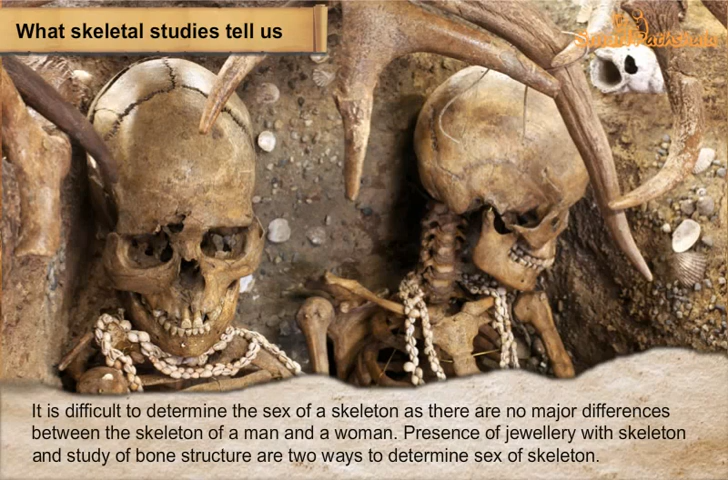 What skeletal studies tell us
It is difficult to determine the sex of a skeleton as there are no major differences
between the skeleton of a man and a woman. Presence of jewellery with skeleton
and study of bone structure are two ways to determine sex of skeleton.